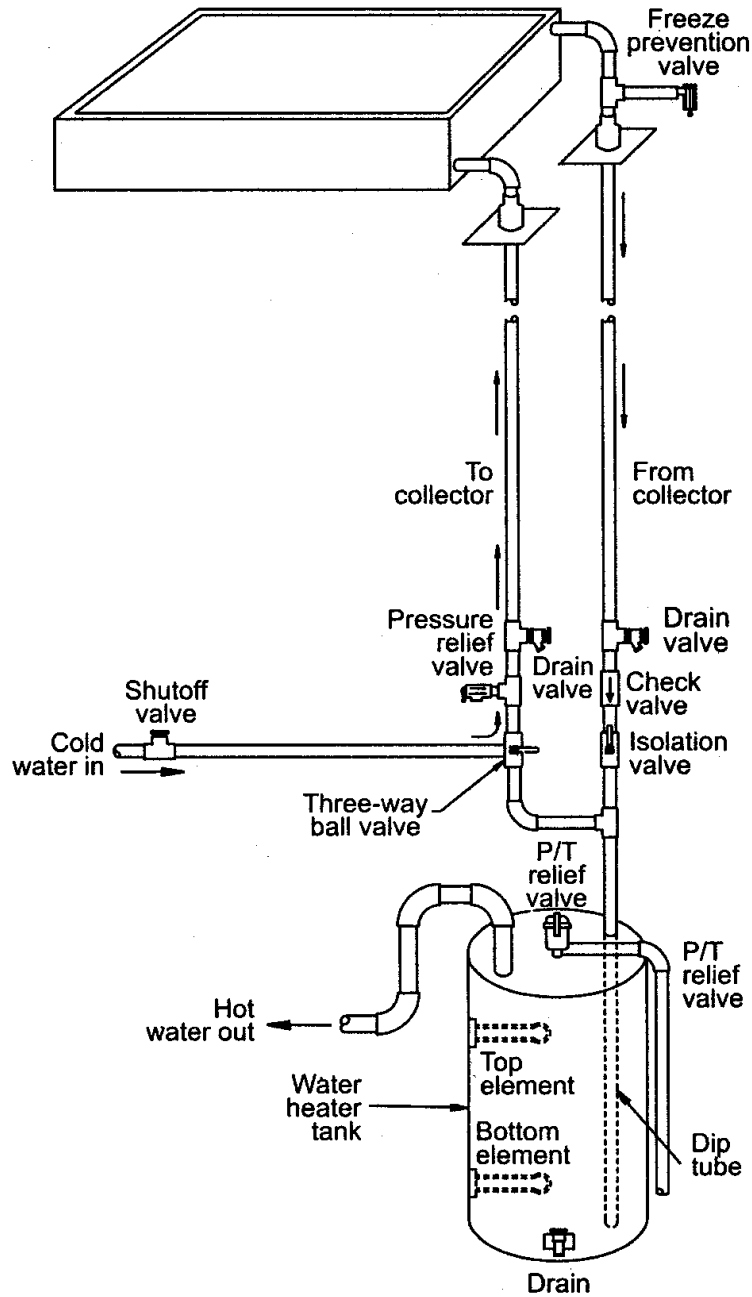 Freeze
prevention
valve
To
collector
From
collector
Pressure
relief
valve
Drain
valve
Drain
valve
Check
valve
Shutoff
valve
Cold
water in
Isolation
valve
Three-way
ball valve
P/T
relief
valve
P/T
relief
valve
Hot
water out
Top
element
Water
heater
tank
Bottom
element
Dip
tube
Drain